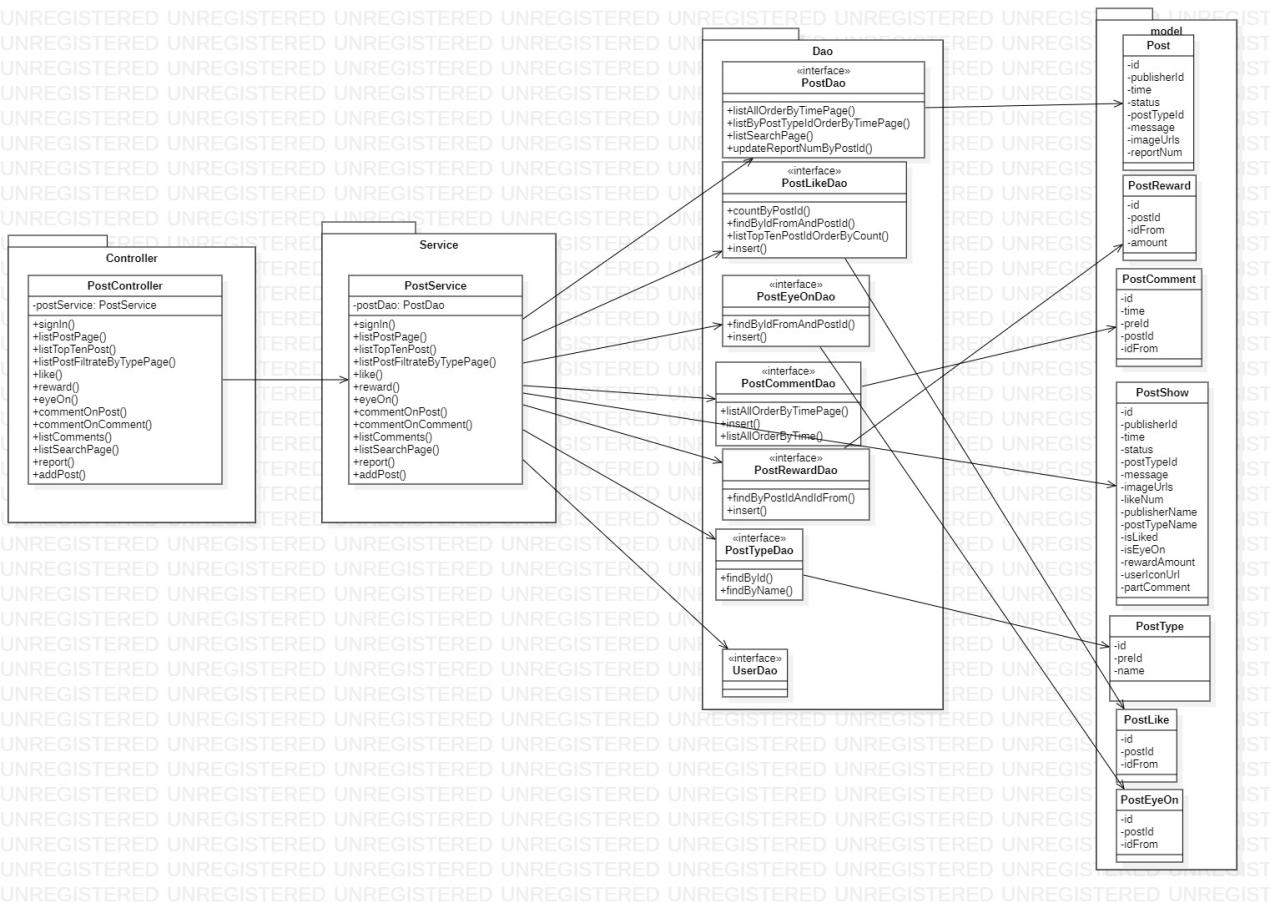 Controller
PostController
-postService: PostService
+signIn()
+listPostPage()
+listTopTenPost()
+listPostFiltrateByTypePage()
+like()
+reward()
+eyeOn()
+commentOnPost()
+commentOnComment()
+listComments()
+listSearchPage()
+report()
+addPost()
Service
PostService
-postDao: PostDao
+signIn()
+listPostPage()
+listTopTenPost()
+listPostFiltrateByTypePage()
+like()
+reward()
+eyeOn()
+commentOnPost()
+commentOnComment()
+listComments()
+listSearchPage()
+report()
+addPost()
Dao
«interface»
PostDao
+listAllOrderByTimePage()
+listByPostTypeIdOrderByTimePage()
+listSearchPage()
+updateReportNumByPostId()
«interface»
PostLikeDao
+countByPostId()
+findByIdFromAndPostId()
+listTopTenPostIdOrderByCount()
+insert()
«interface»
PostEyeOnDao
+findByIdFromAndPostId()
+insert()
«interface»
PostCommentDao
+listAllOrderByTimePage()
+insert()
+listAllOrderByTime()
«interface»
PostRewardDao
+findByPostIdAndIdFrom()
+insert()
«interface»
PostTypeDao
+findById()
+findByName()
«interface»
UserDao
model
Post
-id
-publisherId
-time
-status
-postTypeId
-message
-imageUrls
-reportNum
PostReward
-id
-postId
-idFrom
-amount
PostComment
-id
-time
-preId
-postId
-idFrom
PostShow
-id
-publisherId
-time
-status
-postTypeId
-message
-imageUrls
-likeNum
-publisherName
-postTypeName
-isLiked
-isEyeOn
-rewardAmount
-userIconUrl
-partComment
PostType
-id
-preId
-name
PostLike
-id
-postId
-idFrom
PostEyeOn
-id
-postId
-idFrom